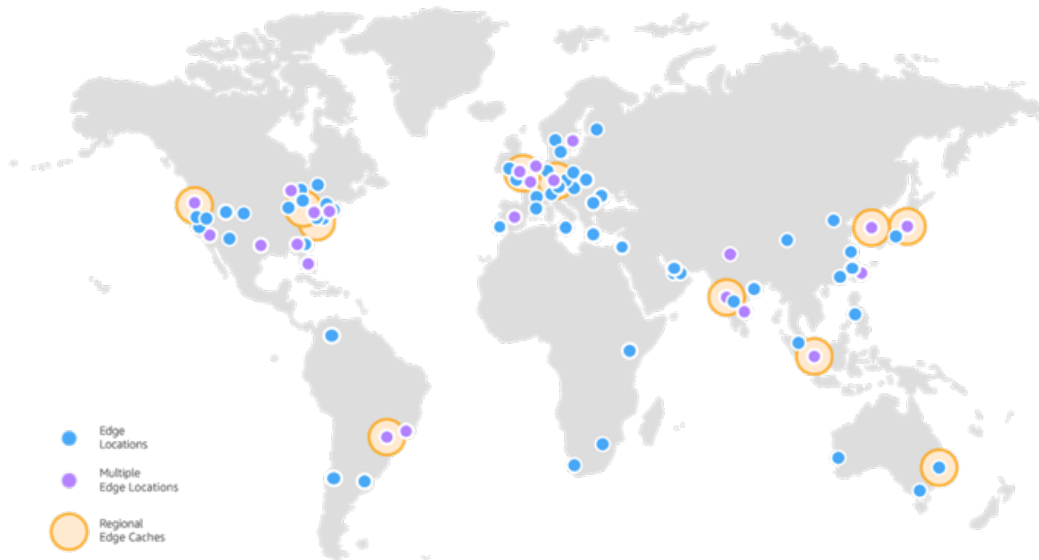 Edge
Locations
Multiple
Edge Locations
Regional
Edge Caches